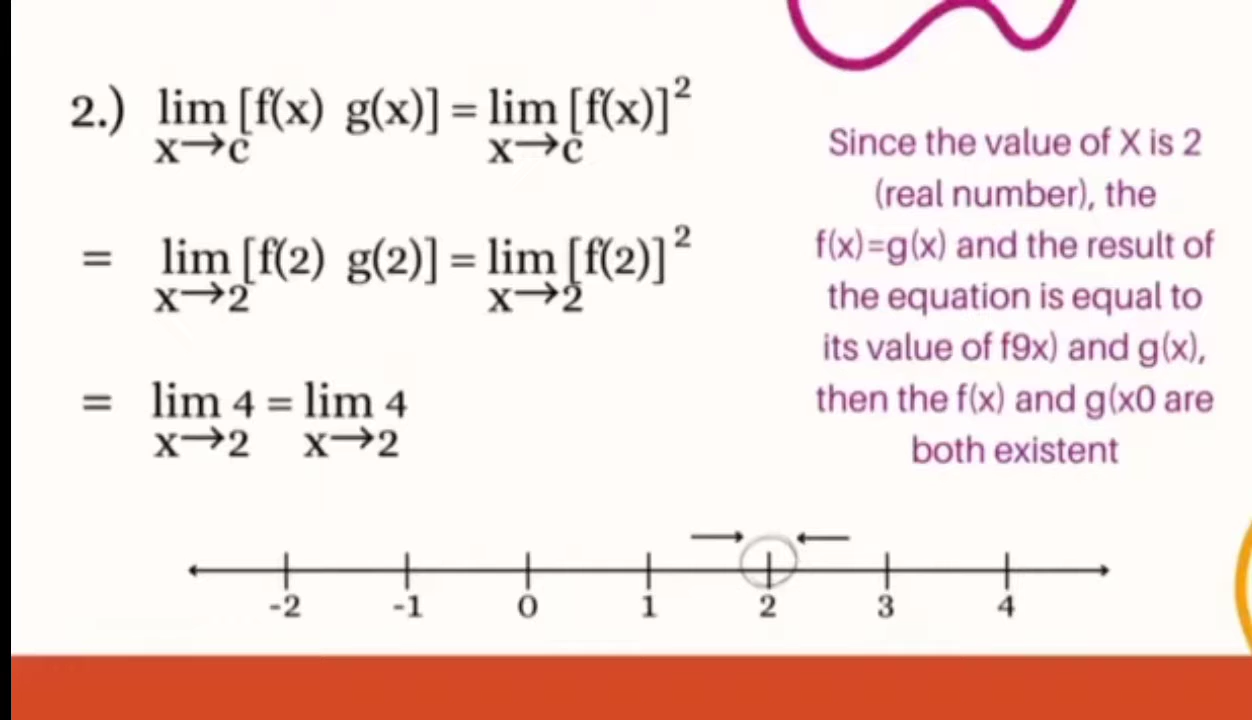 2.) lim [f(x) g(x)] = lim [f(x)]²
x→c x→c
= lim [f(2) g(2)] = lim [f(2)]²
x→2 x→2
= lim 4 = lim 4
x→2 x→2
Since the value of X is 2
(real number), the
f(x)=g(x) and the result of
the equation is equal to
its value of f9x) and g(x),
then the f(x) and g(x0 are
both existent
-2 -1 0 1 2 3 4